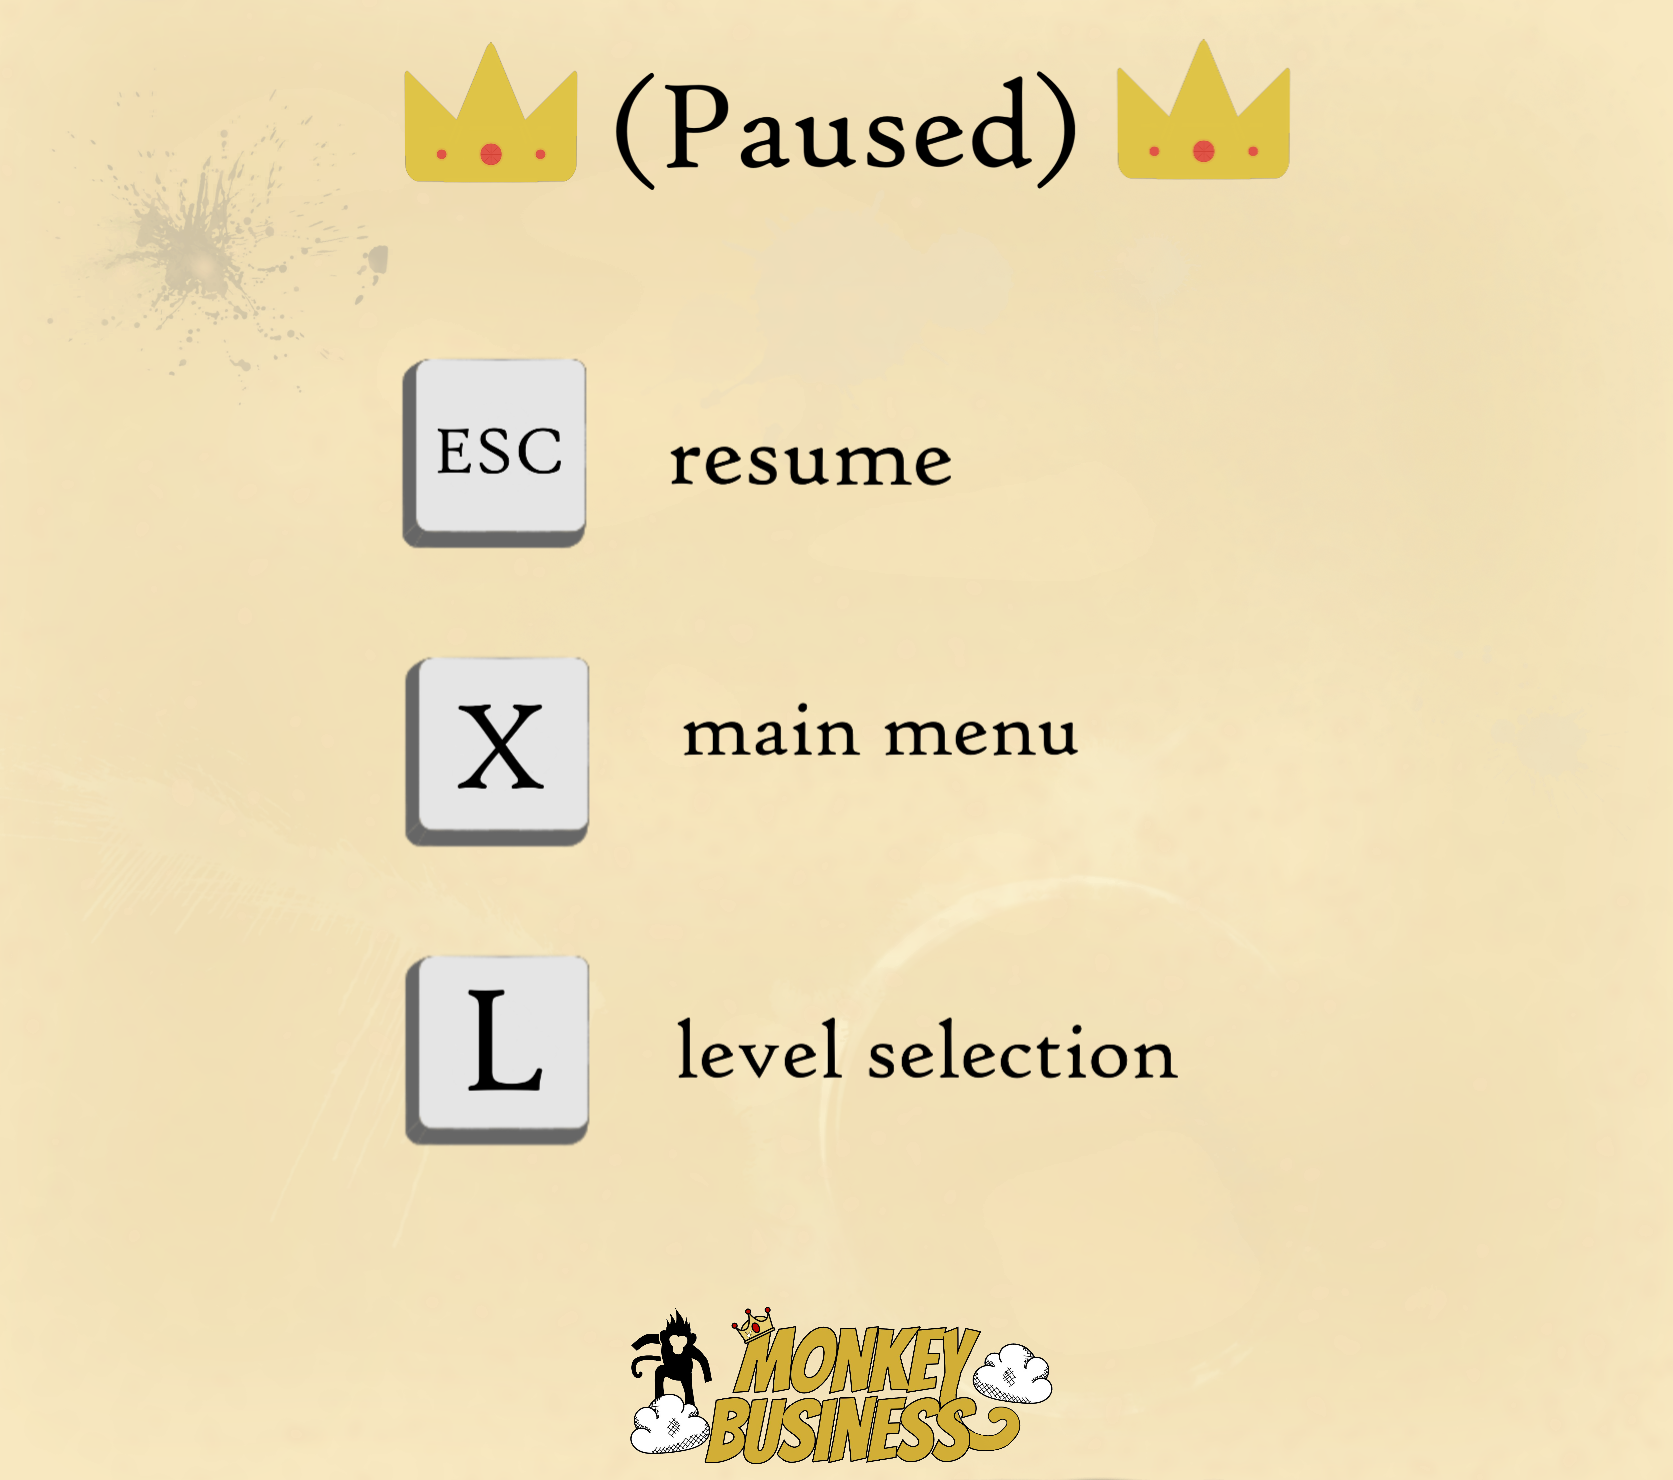 (Paused)
ESC resume
X main menu
L level selection
MONKEY
BUSINESS